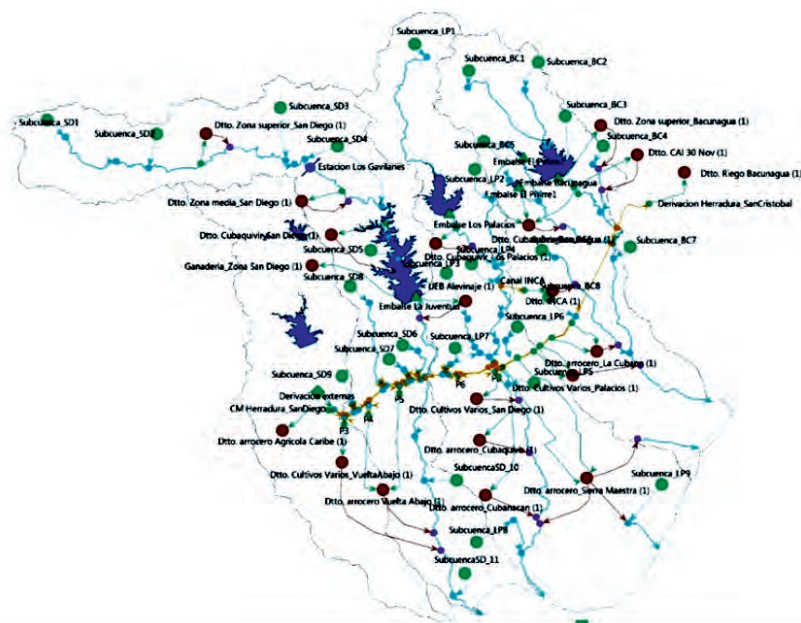 Subcuenca_LP1
Subcuenca_BC1
Subcuenca_BC2
Subcuenca_SD3
Subcuenca_SD1
Subcuenca_SD2
Dtto. Zona superior_San Diego (1)
Subcuenca_BC3
Dtto. Zona superior_Bacunagua (1)
Subcuenca_SD4
Subcuenca_BC5
Subcuenca_BC4
Dtto. CAI 30 Nov (1)
Estacion Los Gavilanes
Embalse El Pinre1
Subcuenca_LP2
Embalse Bacunagua
Dtto. Riego Bacunagua (1)
Dtto. Zona media_San Diego (1)
Embalse El Pinre1
Derivacion Herradura_SanCristobal
Embalse Los Palacios
Dtto. Cubaquivir_San Diego (1)
Subcuenca_SD5
Subcuenca_LP4
Subcuenca_BC7
Dtto. Cubaquivir_Los Palacios (1)
Ganaderia_Zona San Diego (1)
Subcuenca_LP3
Subcuenca_SD8
UEB Alevinaje (1)
Canal INCA
Embalse La Juventud
Dtto. INCA (1)
Subcuenca_LP6
Subcuenca_SD6
Subcuenca_LP7
Subcuenca_SD7
Dtto. arrocero_La Cubana (1)
Subcuenca_SD9
P8
P6
Subcuenca_LP5
Derivacion externas
P5
Dtto. Cultivos Varios_Palacios (1)
CM Herradura_SanDiego
Dtto. Cultivos Varios_San Diego (1)
P4
P3
Dtto. arrocero Agricola Caribe (1)
Dtto. arrocero_Cubaquivir (1)
Dtto. Cultivos Varios_VueltaAbajo (1)
SubcuencaSD_10
Subcuenca_LP9
Dtto. arrocero_Sierra Maestra (1)
Dtto. arrocero Vuelta Abajo (1)
Dtto. arrocero_Cubanacan (1)
Subcuenca_LP8
SubcuencaSD_11